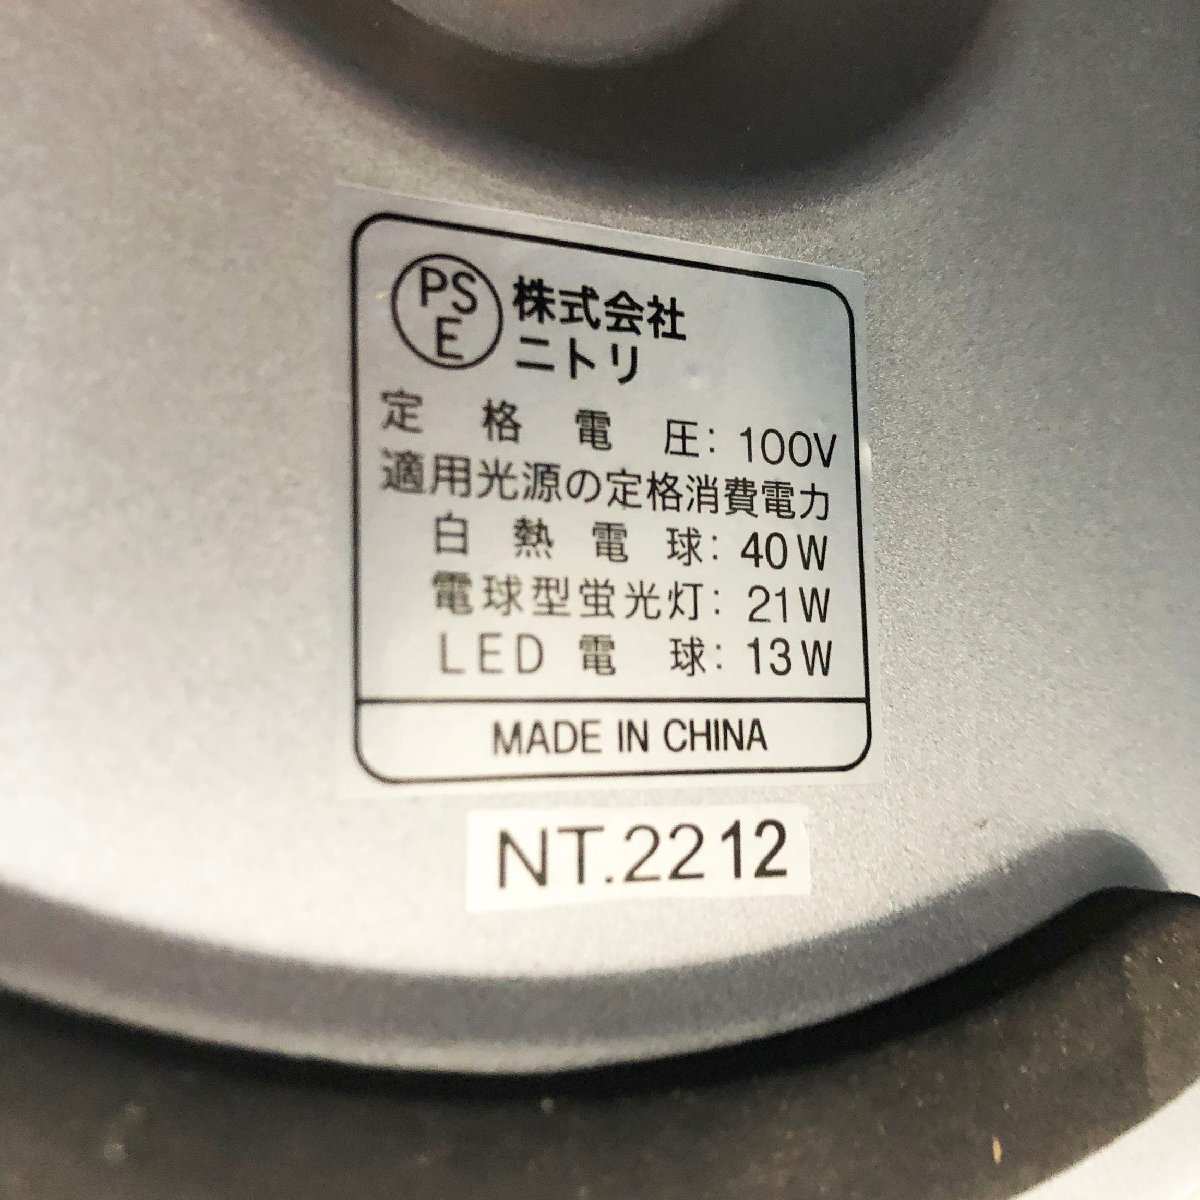 PS
E
株式会社
ニトリ
定格電圧: 100V
適用光源の定格消費電力
白熱電球: 40W
電球型蛍光灯: 21W
LED電球: 13W
MADE IN CHINA
NT.2212